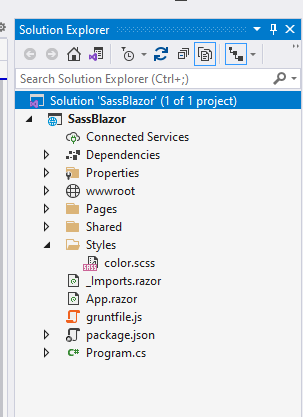 Solution Explorer
Search Solution Explorer (Ctrl+;)
Solution 'SassBlazor' (1 of 1 project)
SassBlazor
Connected Services
Dependencies
Properties
wwwroot
Pages
Shared
Styles
SASS color.scss
_Imports.razor
App.razor
gruntfile.js
package.json
C# Program.cs